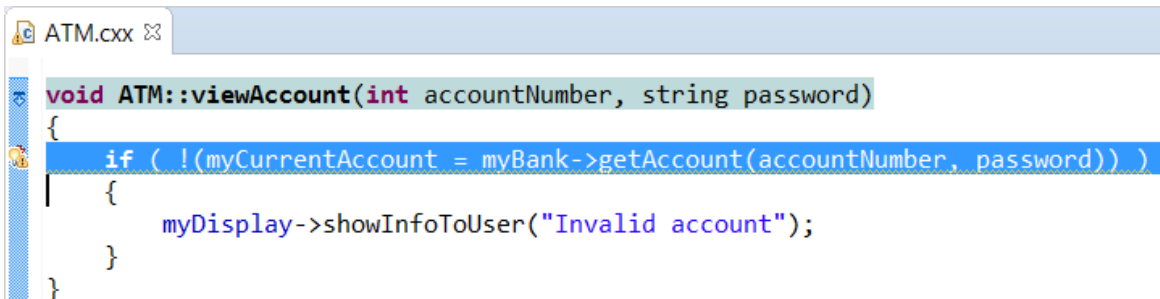 ATM.cxx
void ATM::viewAccount(int accountNumber, string password)
{
if ( !(myCurrentAccount = myBank->getAccount(accountNumber, password)) )
{
myDisplay->showInfoToUser("Invalid account");
}
}